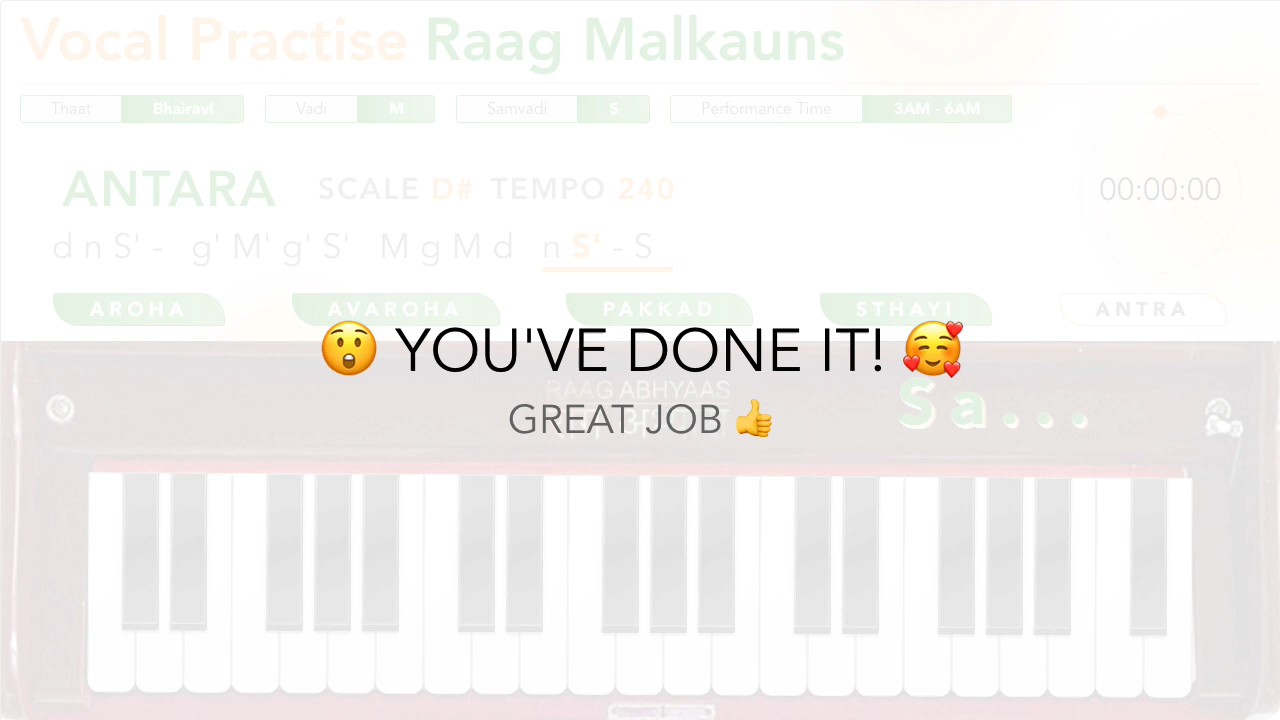 Vocal Practise Raag Malkauns
Thaat Bhairavi Vadi M Samvadi S Performance Time 3AM - 6AM
ANTARA SCALE D# TEMPO 240
00:00:00
d n S' - g' M' g' S' M g M d n S' - S
AROHA AVAROHA PAKKAD STHAYI ANTRA
😲 YOU'VE DONE IT! 🥰
RAAG ABHYAAS
Sa...
GREAT JOB 👍